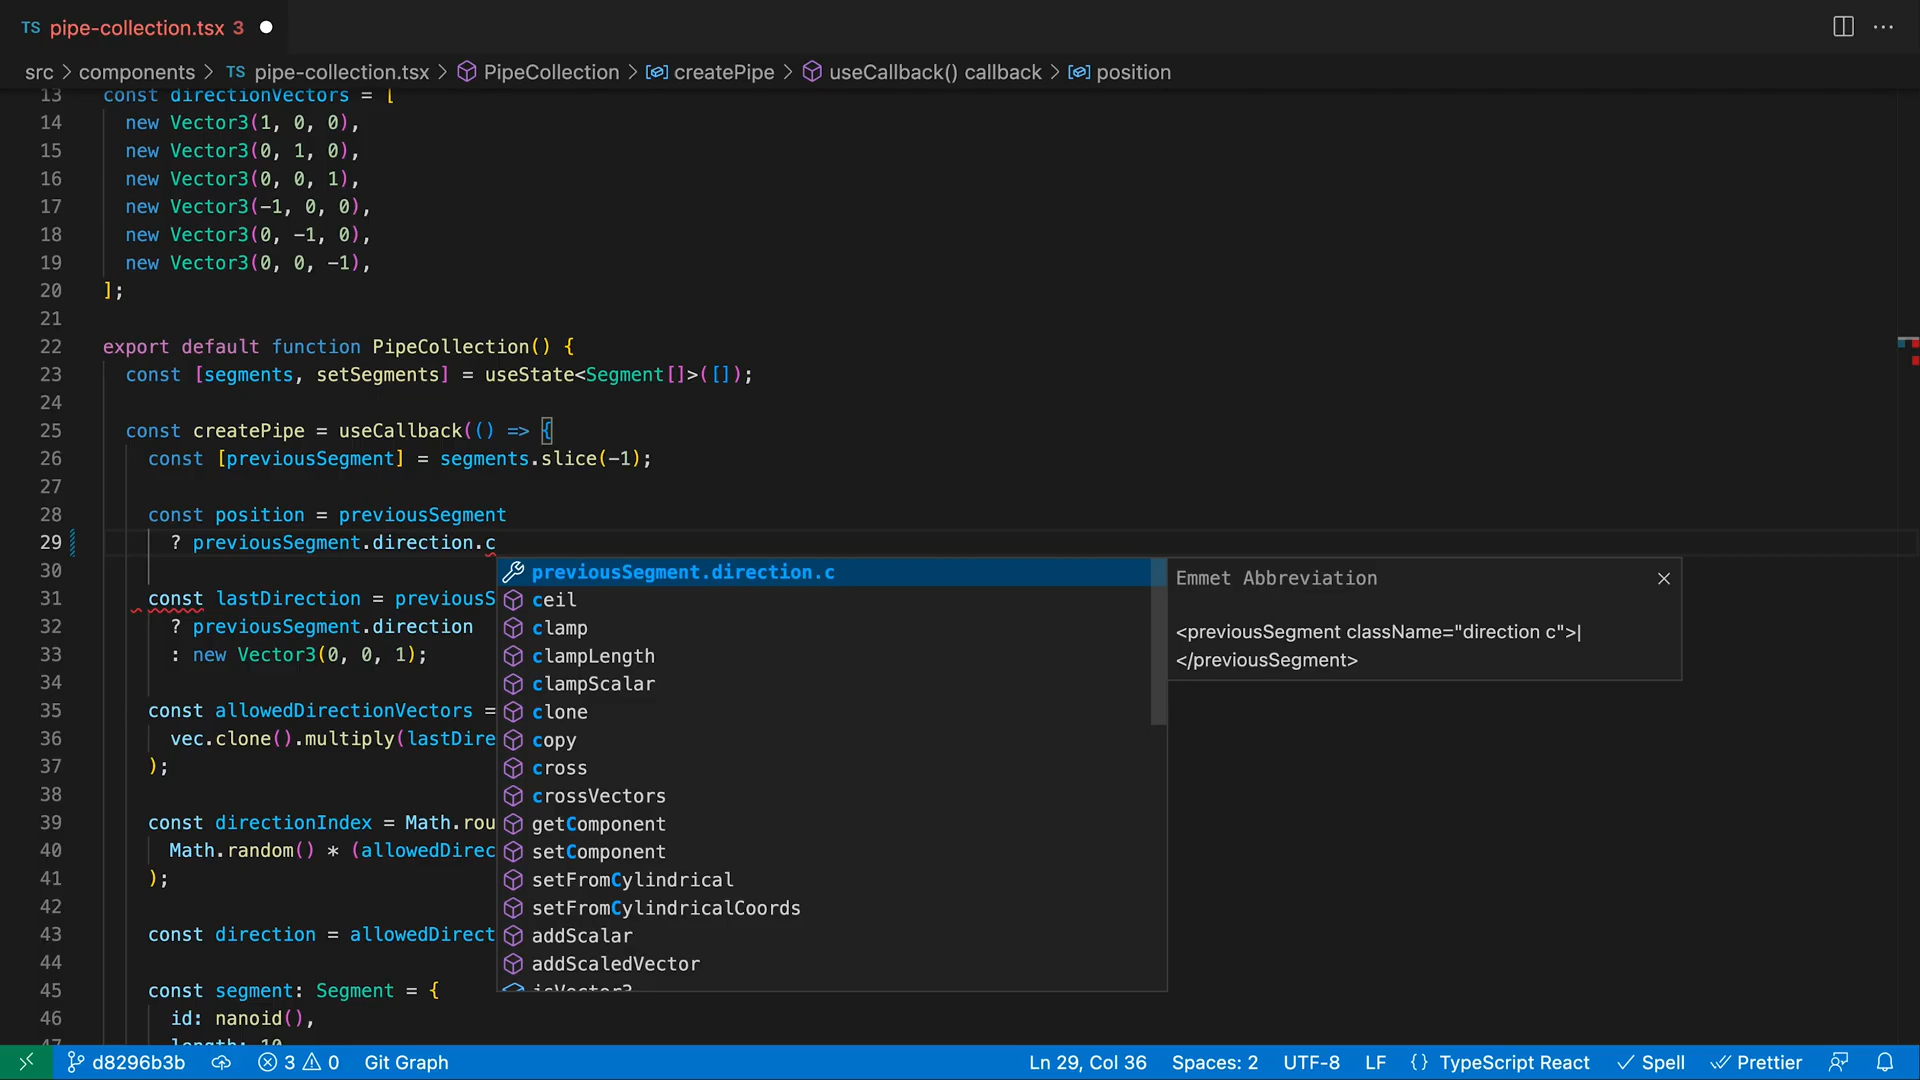 TS pipe-collection.tsx 3
src > components > TS pipe-collection.tsx > PipeCollection > createPipe > useCallback() callback > position
13 const directionVectors = [
14 new Vector3(1, 0, 0),
15 new Vector3(0, 1, 0),
16 new Vector3(0, 0, 1),
17 new Vector3(-1, 0, 0),
18 new Vector3(0, -1, 0),
19 new Vector3(0, 0, -1),
20 ];
21
22 export default function PipeCollection() {
23 const [segments, setSegments] = useState<Segment[]>([]);
24
25 const createPipe = useCallback(() => {
26 const [previousSegment] = segments.slice(-1);
27
28 const position = previousSegment
29 ? previousSegment.direction.c
30
31 const lastDirection = previousS
32 ? previousSegment.direction
33 : new Vector3(0, 0, 1);
34
35 const allowedDirectionVectors =
36 vec.clone().multiply(lastDire
37 );
38
39 const directionIndex = Math.rou
40 Math.random() * (allowedDirec
41 );
42
43 const direction = allowedDirect
44
45 const segment: Segment = {
46 id: nanoid(),
47 length: 10
previousSegment.direction.c
ceil
clamp
clampLength
clampScalar
clone
copy
cross
crossVectors
getComponent
setComponent
setFromCylindrical
setFromCylindricalCoords
addScalar
addScaledVector
isVector3
Emmet Abbreviation
<previousSegment className="direction c">|
</previousSegment>
d8296b3b 3 0 Git Graph Ln 29, Col 36 Spaces: 2 UTF-8 LF {} TypeScript React Spell Prettier